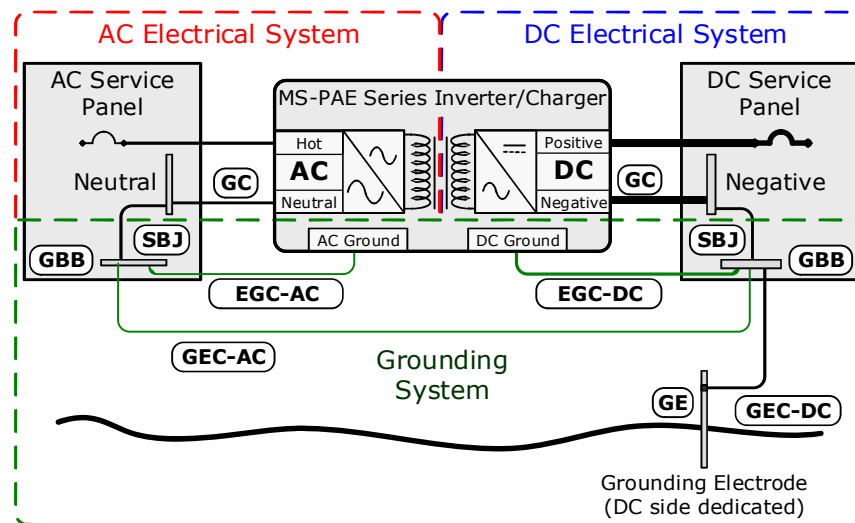 AC Electrical System
DC Electrical System
AC Service
Panel
MS-PAE Series Inverter/Charger
DC Service
Panel
Hot
AC
Neutral
Positive
DC
Negative
Neutral
GC
GC
Negative
SBJ
GBB
AC Ground
DC Ground
SBJ
GBB
EGC-AC
EGC-DC
GEC-AC
Grounding
System
GE
GEC-DC
Grounding Electrode
(DC side dedicated)